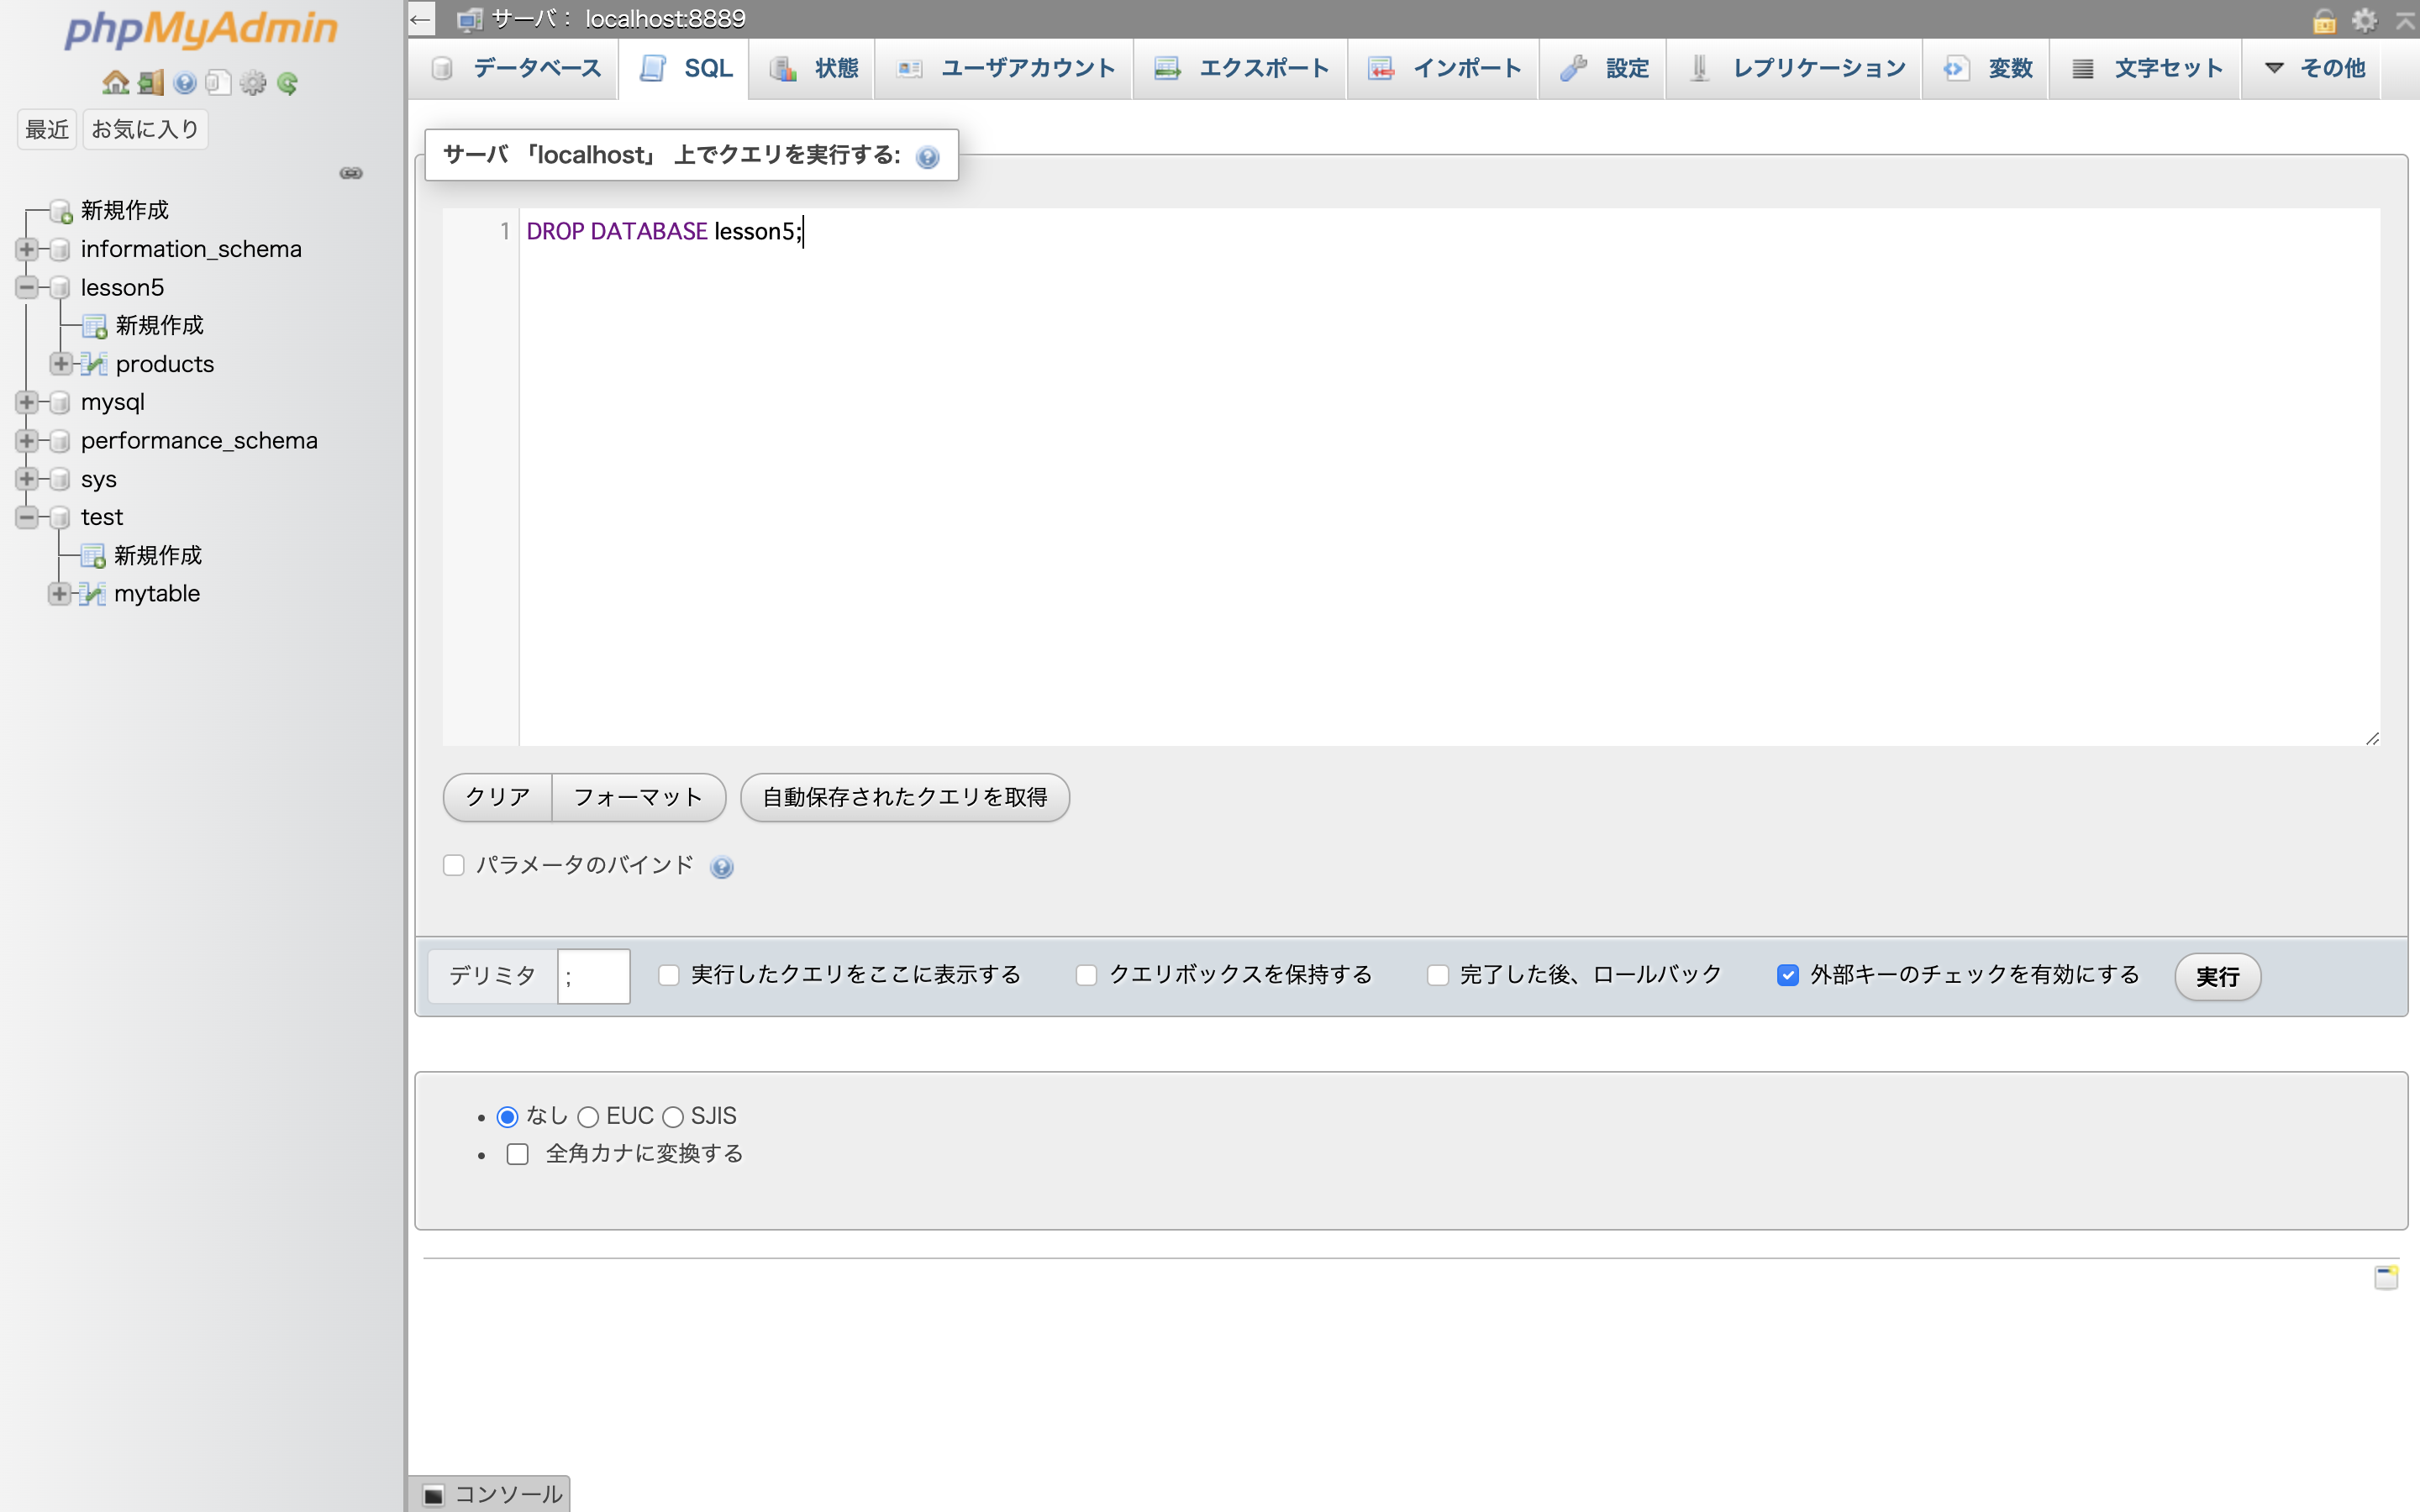 phpMyAdmin
最近 お気に入り
新規作成
information_schema
lesson5
新規作成
products
mysql
performance_schema
sys
test
新規作成
mytable
← サーバ： localhost:8889
データベース SQL 状態 ユーザアカウント エクスポート インポート 設定 レプリケーション 変数 文字セット その他
サーバ 「localhost」 上でクエリを実行する:
1 DROP DATABASE lesson5;
クリア フォーマット 自動保存されたクエリを取得
パラメータのバインド
デリミタ ; 実行したクエリをここに表示する クエリボックスを保持する 完了した後、ロールバック 外部キーのチェックを有効にする 実行
• なし EUC SJIS
• 全角カナに変換する
コンソール